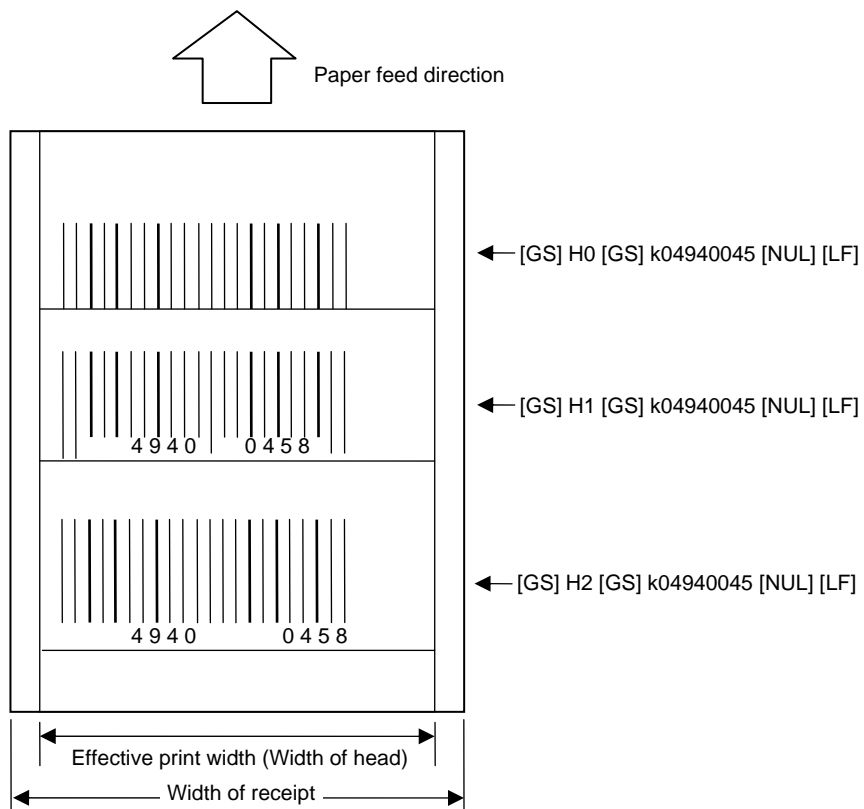 Paper feed direction
[GS] H0 [GS] k04940045 [NUL] [LF]
[GS] H1 [GS] k04940045 [NUL] [LF]
4940 0458
[GS] H2 [GS] k04940045 [NUL] [LF]
4940 0458
Effective print width (Width of head)
Width of receipt